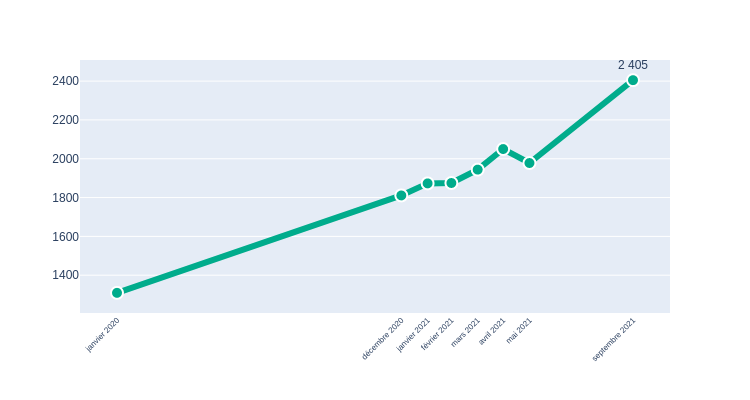 2 405
2400
2200
2000
1800
1600
1400
janvier 2020
décembre 2020
janvier 2021
février 2021
mars 2021
avril 2021
mai 2021
septembre 2021